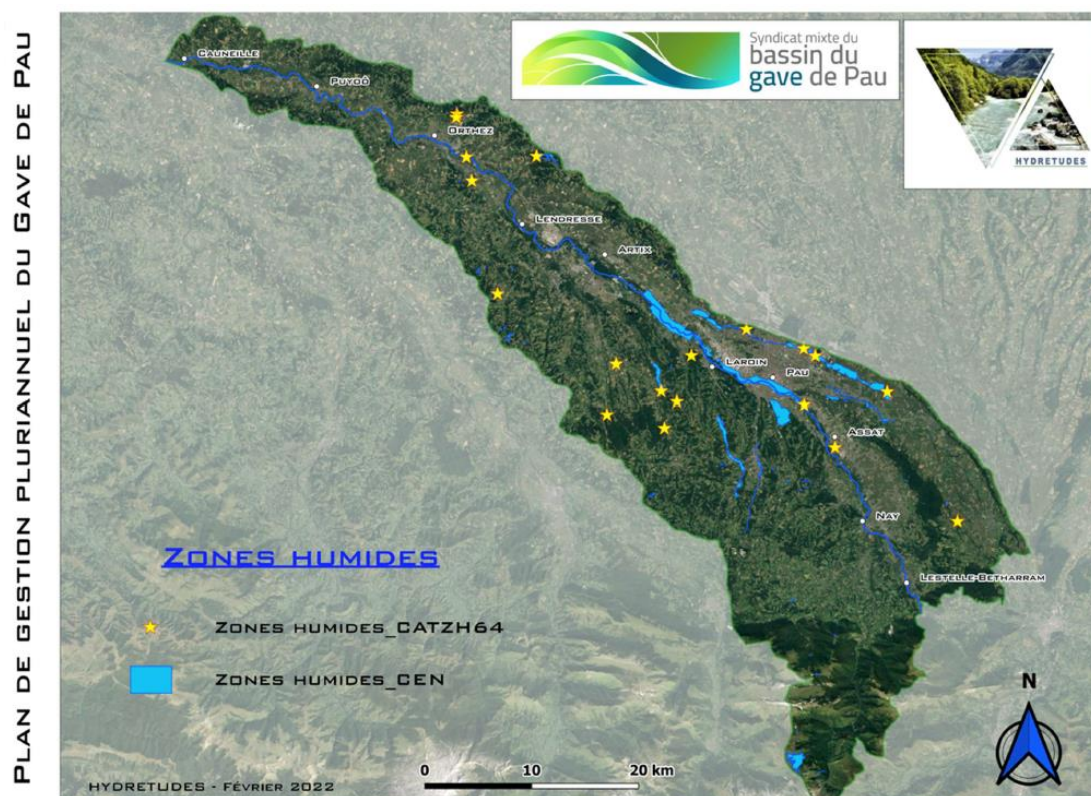 PLAN DE GESTION PLURIANNUEL DU GAVE DE PAU
Syndicat mixte du
bassin du
gave de Pau
HYDRETUDES
CAUNEILLE
PUYOÔ
ORTHEZ
LENDRESSE
ARTIX
LAROIN
PAU
ASSAT
NAY
LESTELLE-BETHARRAM
ZONES HUMIDES
ZONES HUMIDES_CATZH64
ZONES HUMIDES_CEN
N
0 10 20 km
HYDRETUDES - FÉVRIER 2022